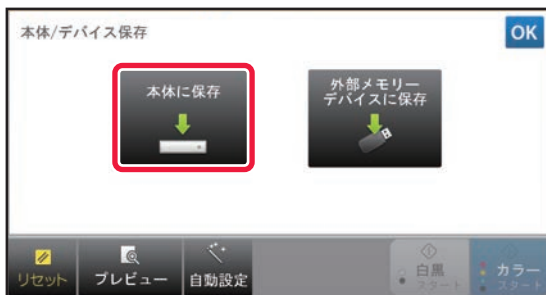 本体/デバイス保存
OK
本体に保存
外部メモリー
デバイスに保存
リセット
プレビュー
自動設定
白黒
スタート
カラー
スタート